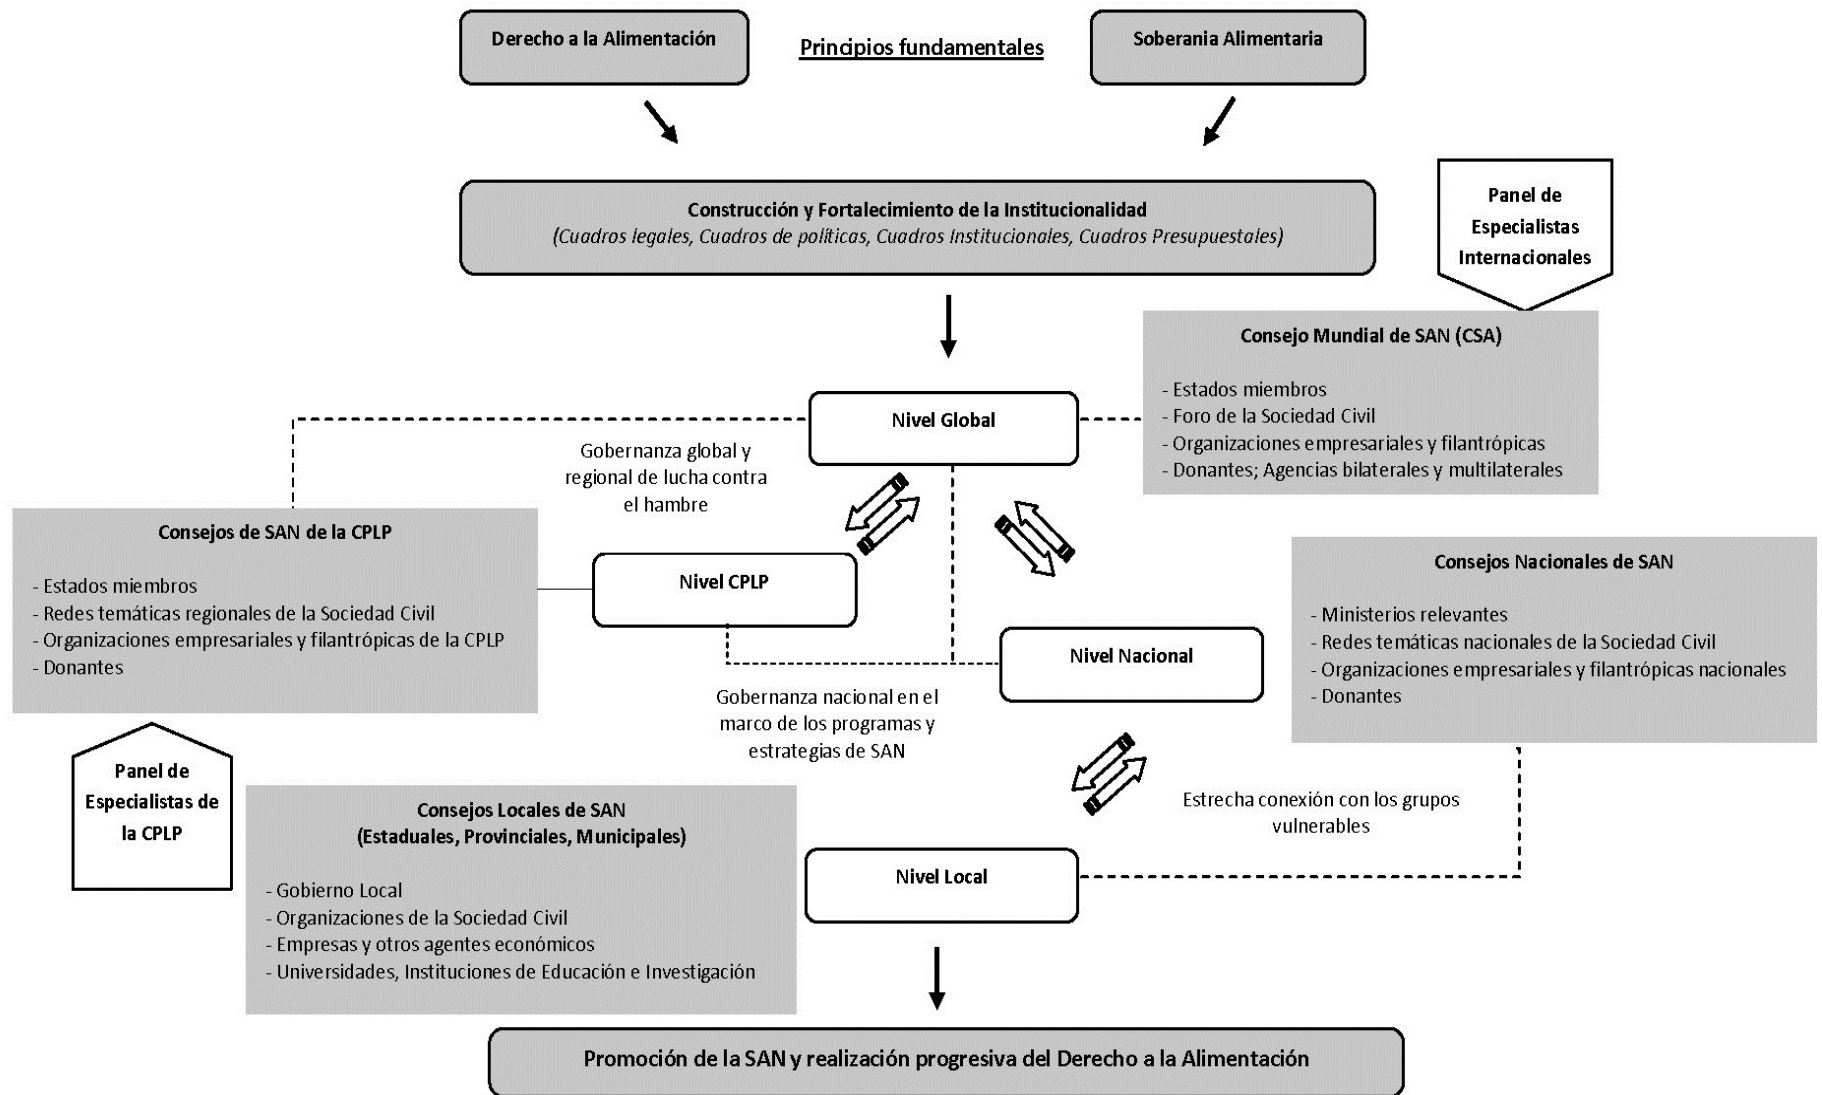 Derecho a la Alimentación
Principios fundamentales
Soberania Alimentaria
Construcción y Fortalecimiento de la Institucionalidad
(Cuadros legales, Cuadros de políticas, Cuadros Institucionales, Cuadros Presupuestales)
Panel de
Especialistas
Internacionales
Consejo Mundial de SAN (CSA)
- Estados miembros
- Foro de la Sociedad Civil
- Organizaciones empresariales y filantrópicas
- Donantes; Agencias bilaterales y multilaterales
Nivel Global
Gobernanza global y
regional de lucha contra
el hambre
Consejos de SAN de la CPLP
- Estados miembros
- Redes temáticas regionales de la Sociedad Civil
- Organizaciones empresariales y filantrópicas de la CPLP
- Donantes
Nivel CPLP
Consejos Nacionales de SAN
- Ministerios relevantes
- Redes temáticas nacionales de la Sociedad Civil
- Organizaciones empresariales y filantrópicas nacionales
- Donantes
Nivel Nacional
Gobernanza nacional en el
marco de los programas y
estrategias de SAN
Panel de
Especialistas de
la CPLP
Consejos Locales de SAN
(Estaduales, Provinciales, Municipales)
- Gobierno Local
- Organizaciones de la Sociedad Civil
- Empresas y otros agentes económicos
- Universidades, Instituciones de Educación e Investigación
Estrecha conexión con los grupos
vulnerables
Nivel Local
Promoción de la SAN y realización progresiva del Derecho a la Alimentación